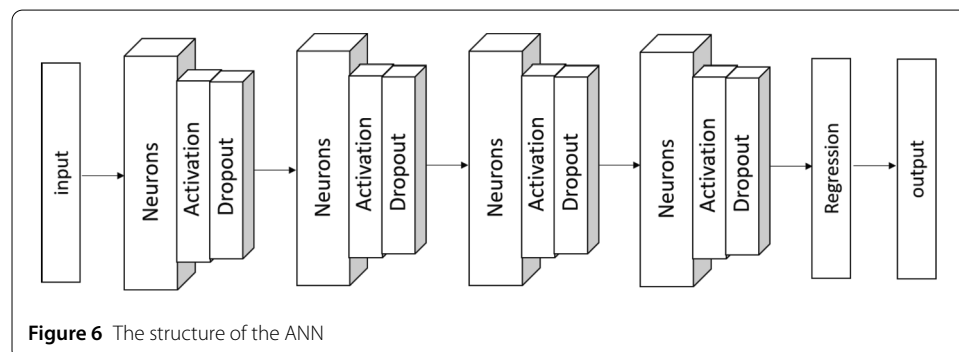 input
Neurons
Activation
Dropout
Neurons
Activation
Dropout
Neurons
Activation
Dropout
Neurons
Activation
Dropout
Regression
output
Figure 6 The structure of the ANN